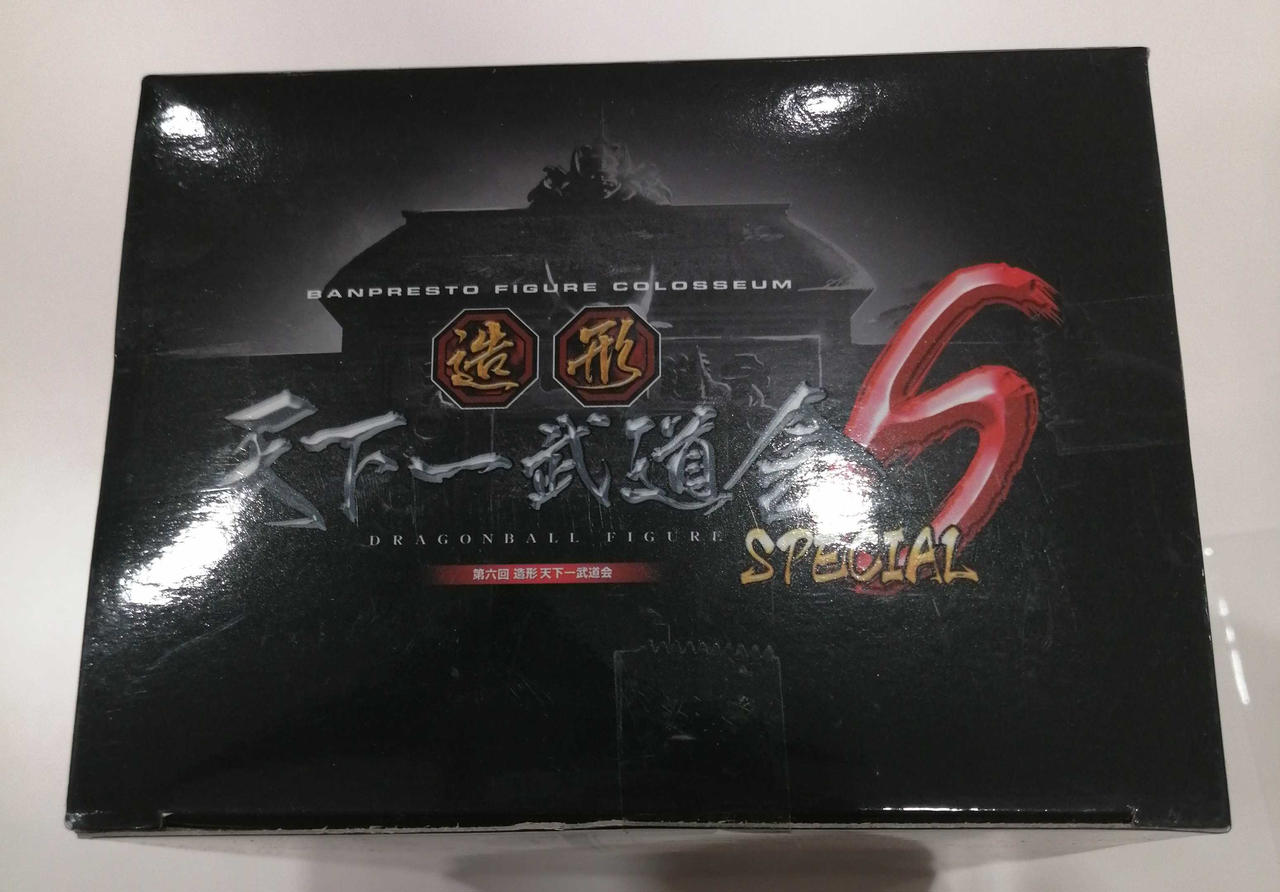 BANPRESTO FIGURE COLOSSEUM
造形
天下一武道会
S
DRAGONBALL FIGURE
SPECIAL
第六回 造形 天下一武道会